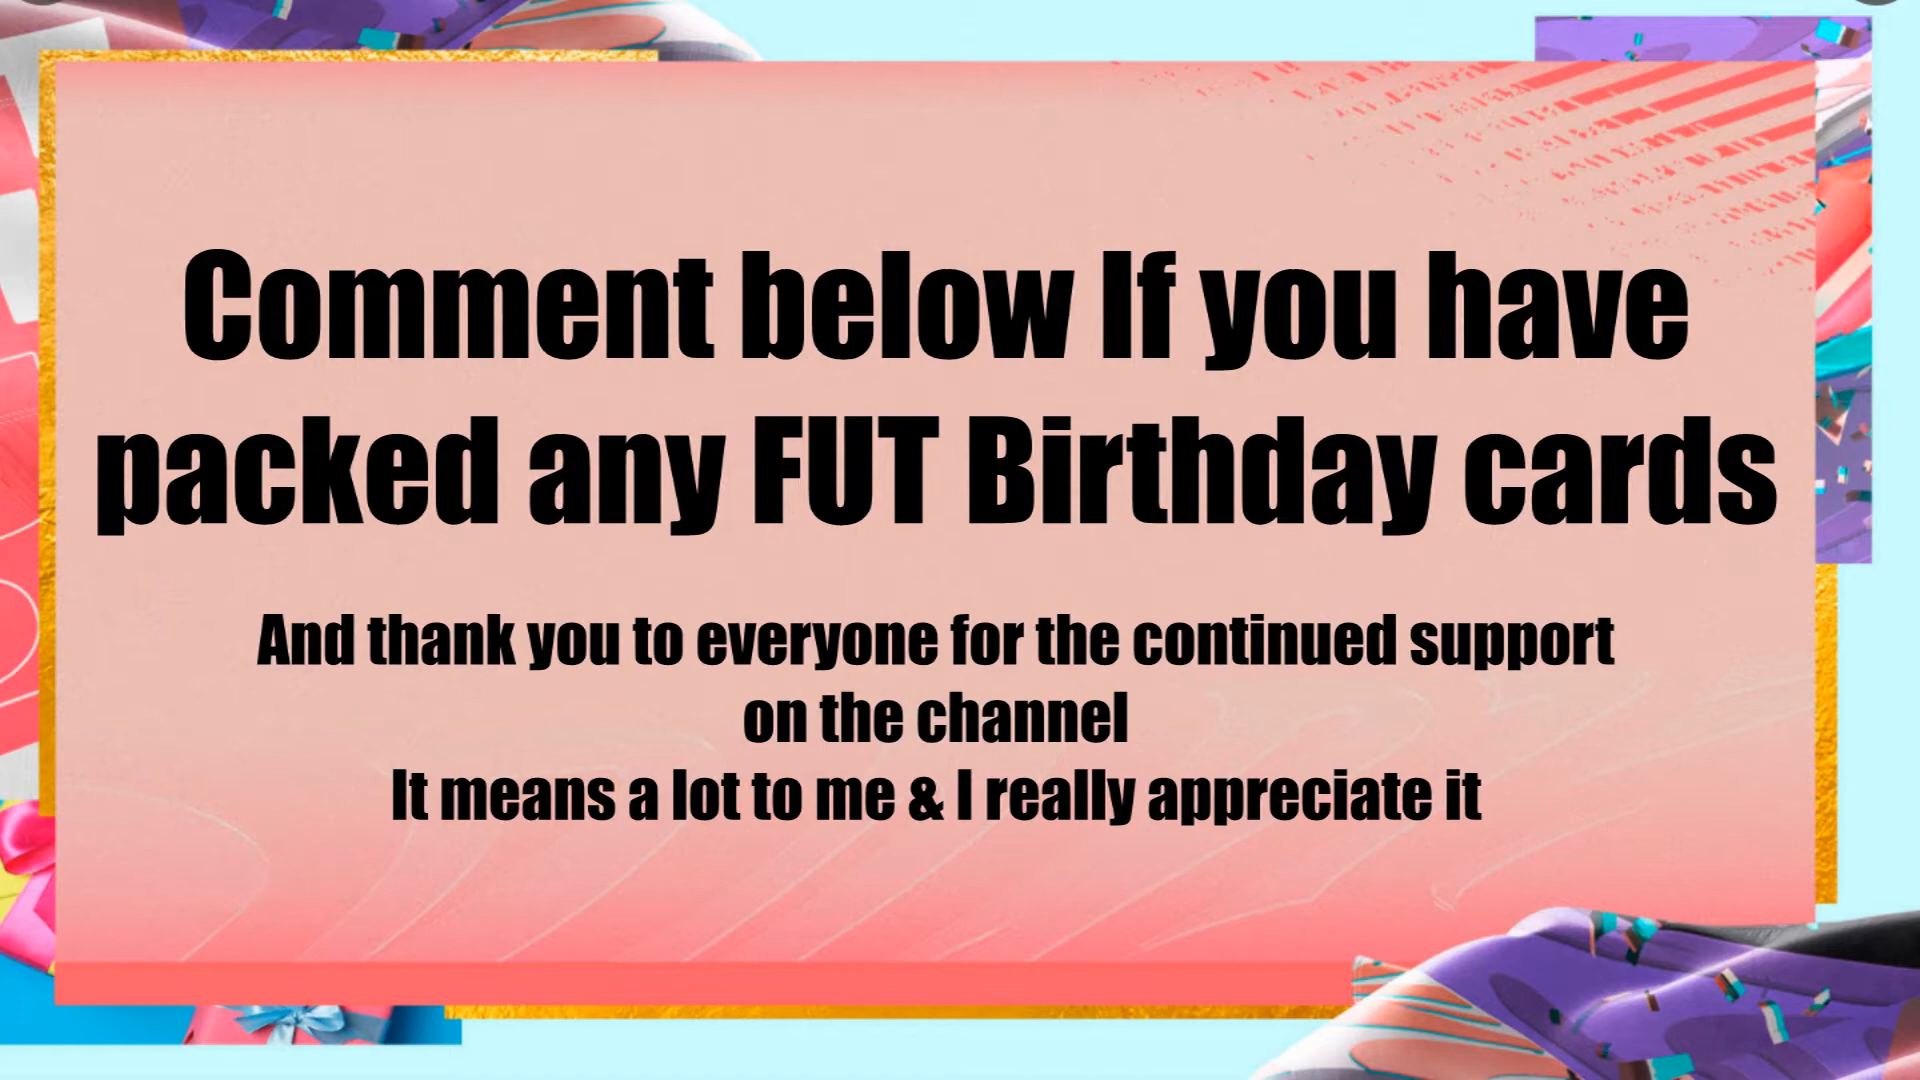 Comment below If you have
packed any FUT Birthday cards
And thank you to everyone for the continued support
on the channel
It means a lot to me & I really appreciate it